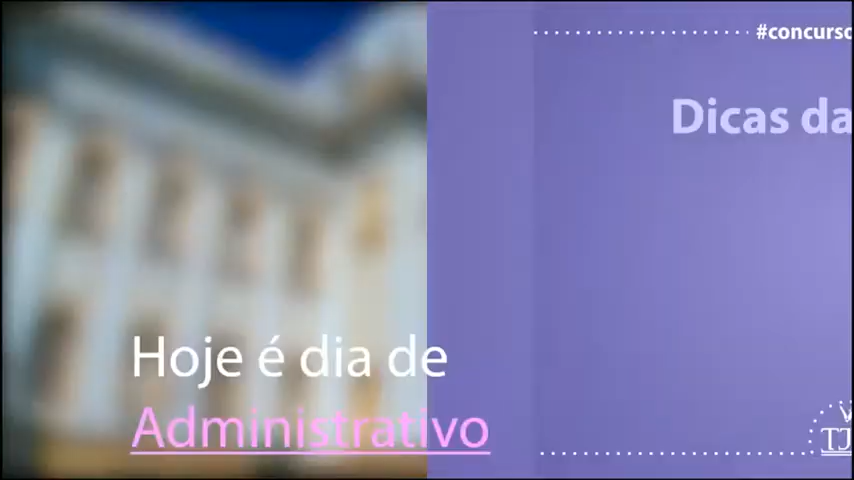 #concurso
Dicas da
Hoje é dia de
Administrativo
TJ